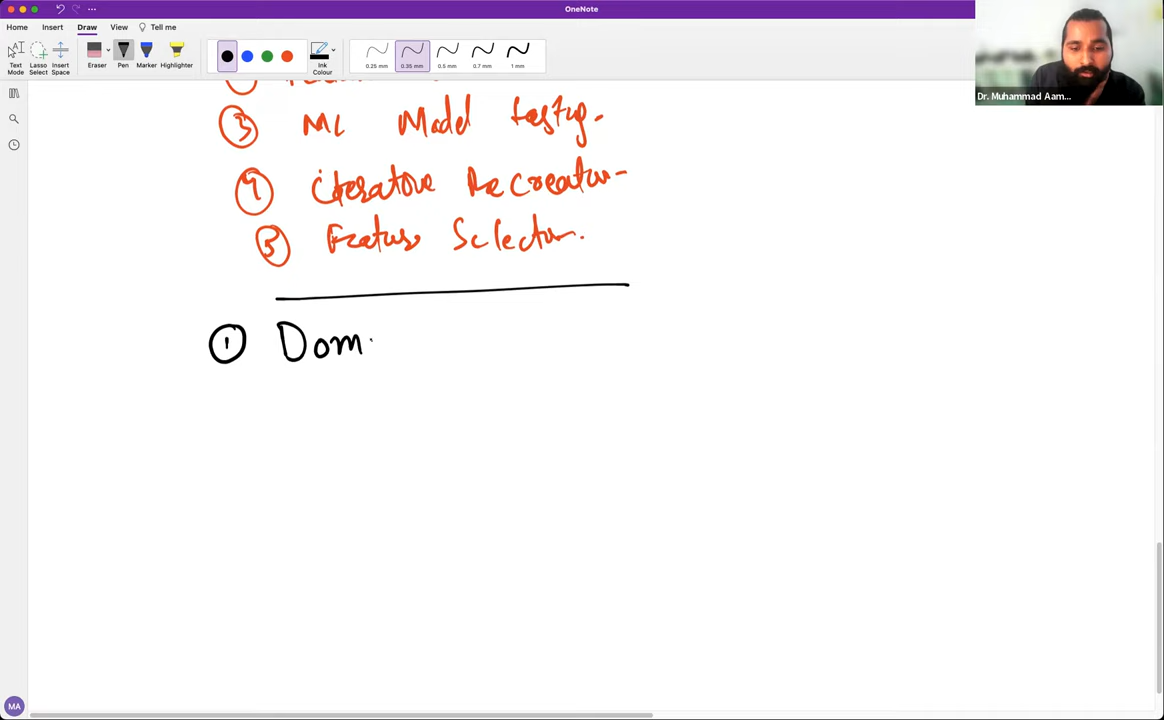 OneNote
Home Insert Draw View Tell me
Text Mode Lasso Select Insert Space Eraser Pen Marker Highlighter Ink Colour 0.25 mm 0.35 mm 0.5 mm 0.7 mm 1 mm
Dr. Muhammad Aam...
③ ML Model testing.
④ iterative Recreation
⑤ Feature Selection.
① Dom
MA